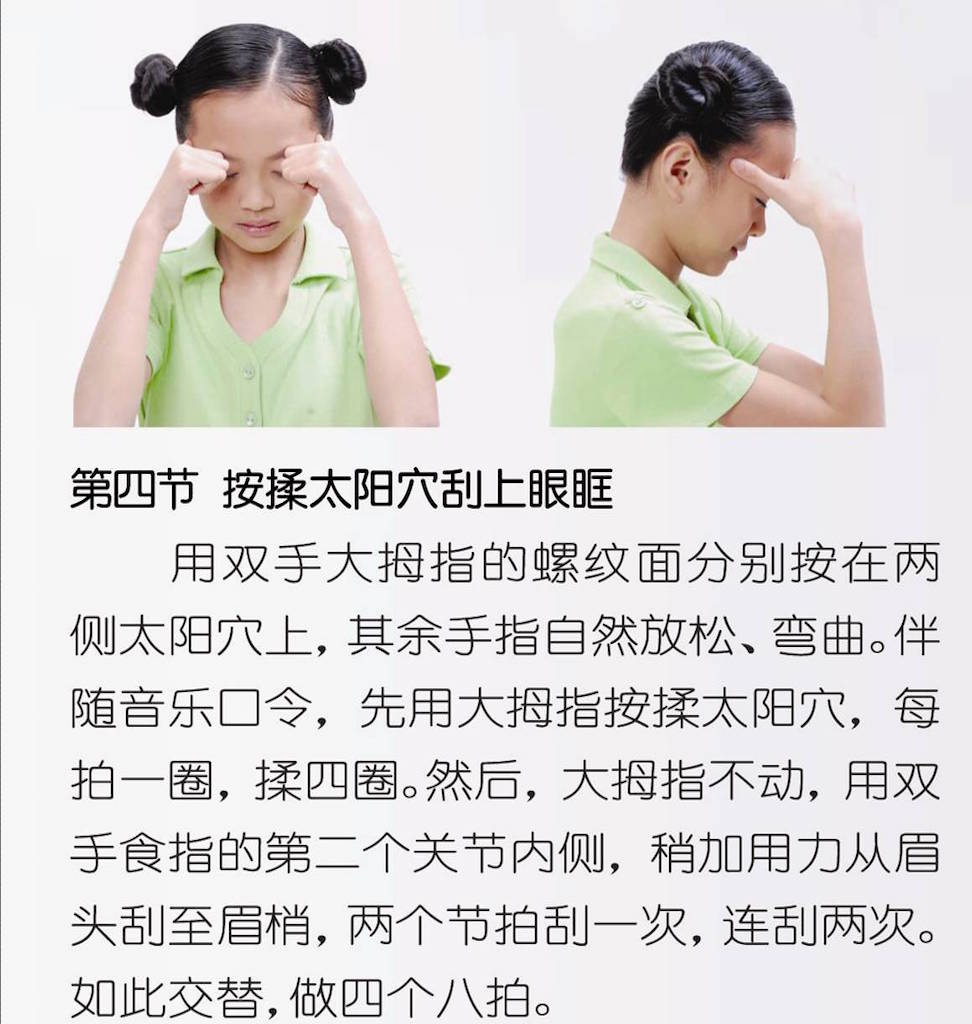 第四节 按揉太阳穴刮上眼眶
用双手大拇指的螺纹面分别按在两
侧太阳穴上，其余手指自然放松、弯曲。伴
随音乐口令，先用大拇指按揉太阳穴，每
拍一圈，揉四圈。然后，大拇指不动，用双
手食指的第二个关节内侧，稍加用力从眉
头刮至眉梢，两个节拍刮一次，连刮两次。
如此交替，做四个八拍。